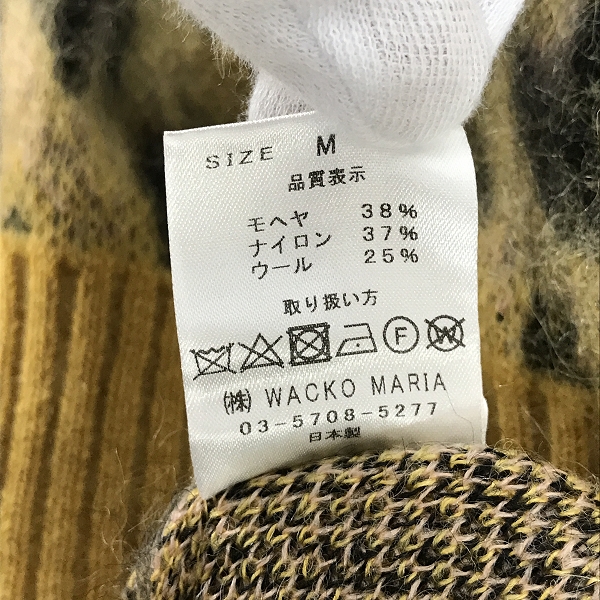 SIZE M
品質表示
モヘヤ 38%
ナイロン 37%
ウール 25%
取り扱い方
F W
(株) WACKO MARIA
03-5708-5277
日本製